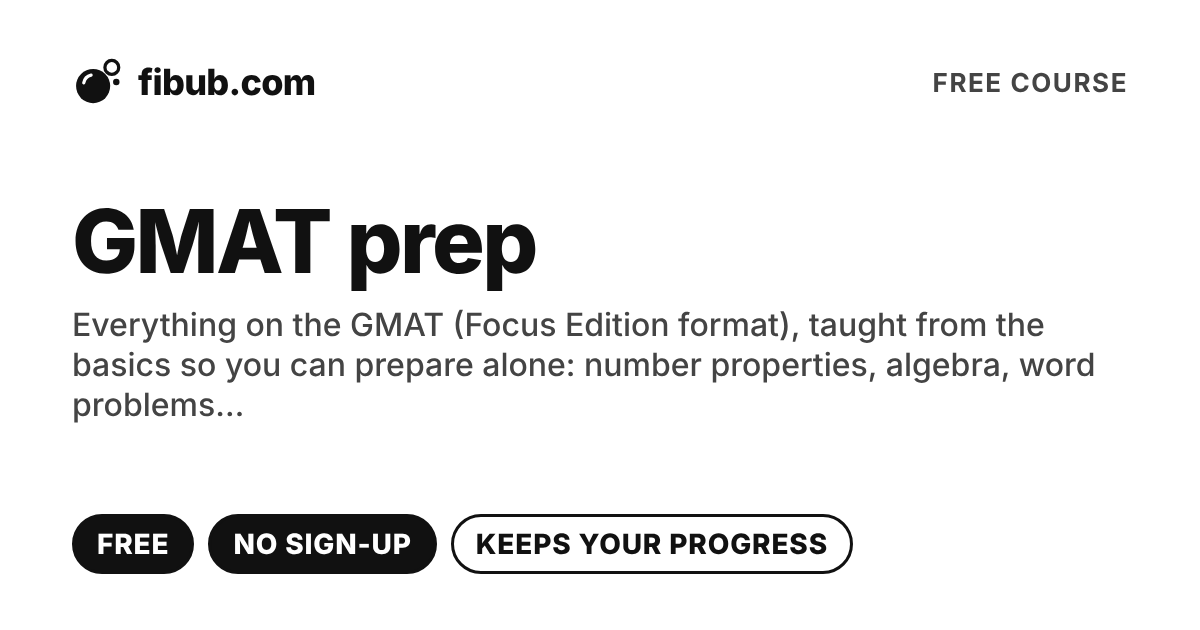 fibub.com
FREE COURSE
GMAT prep
Everything on the GMAT (Focus Edition format), taught from the
basics so you can prepare alone: number properties, algebra, word
problems...
FREE
NO SIGN-UP
KEEPS YOUR PROGRESS